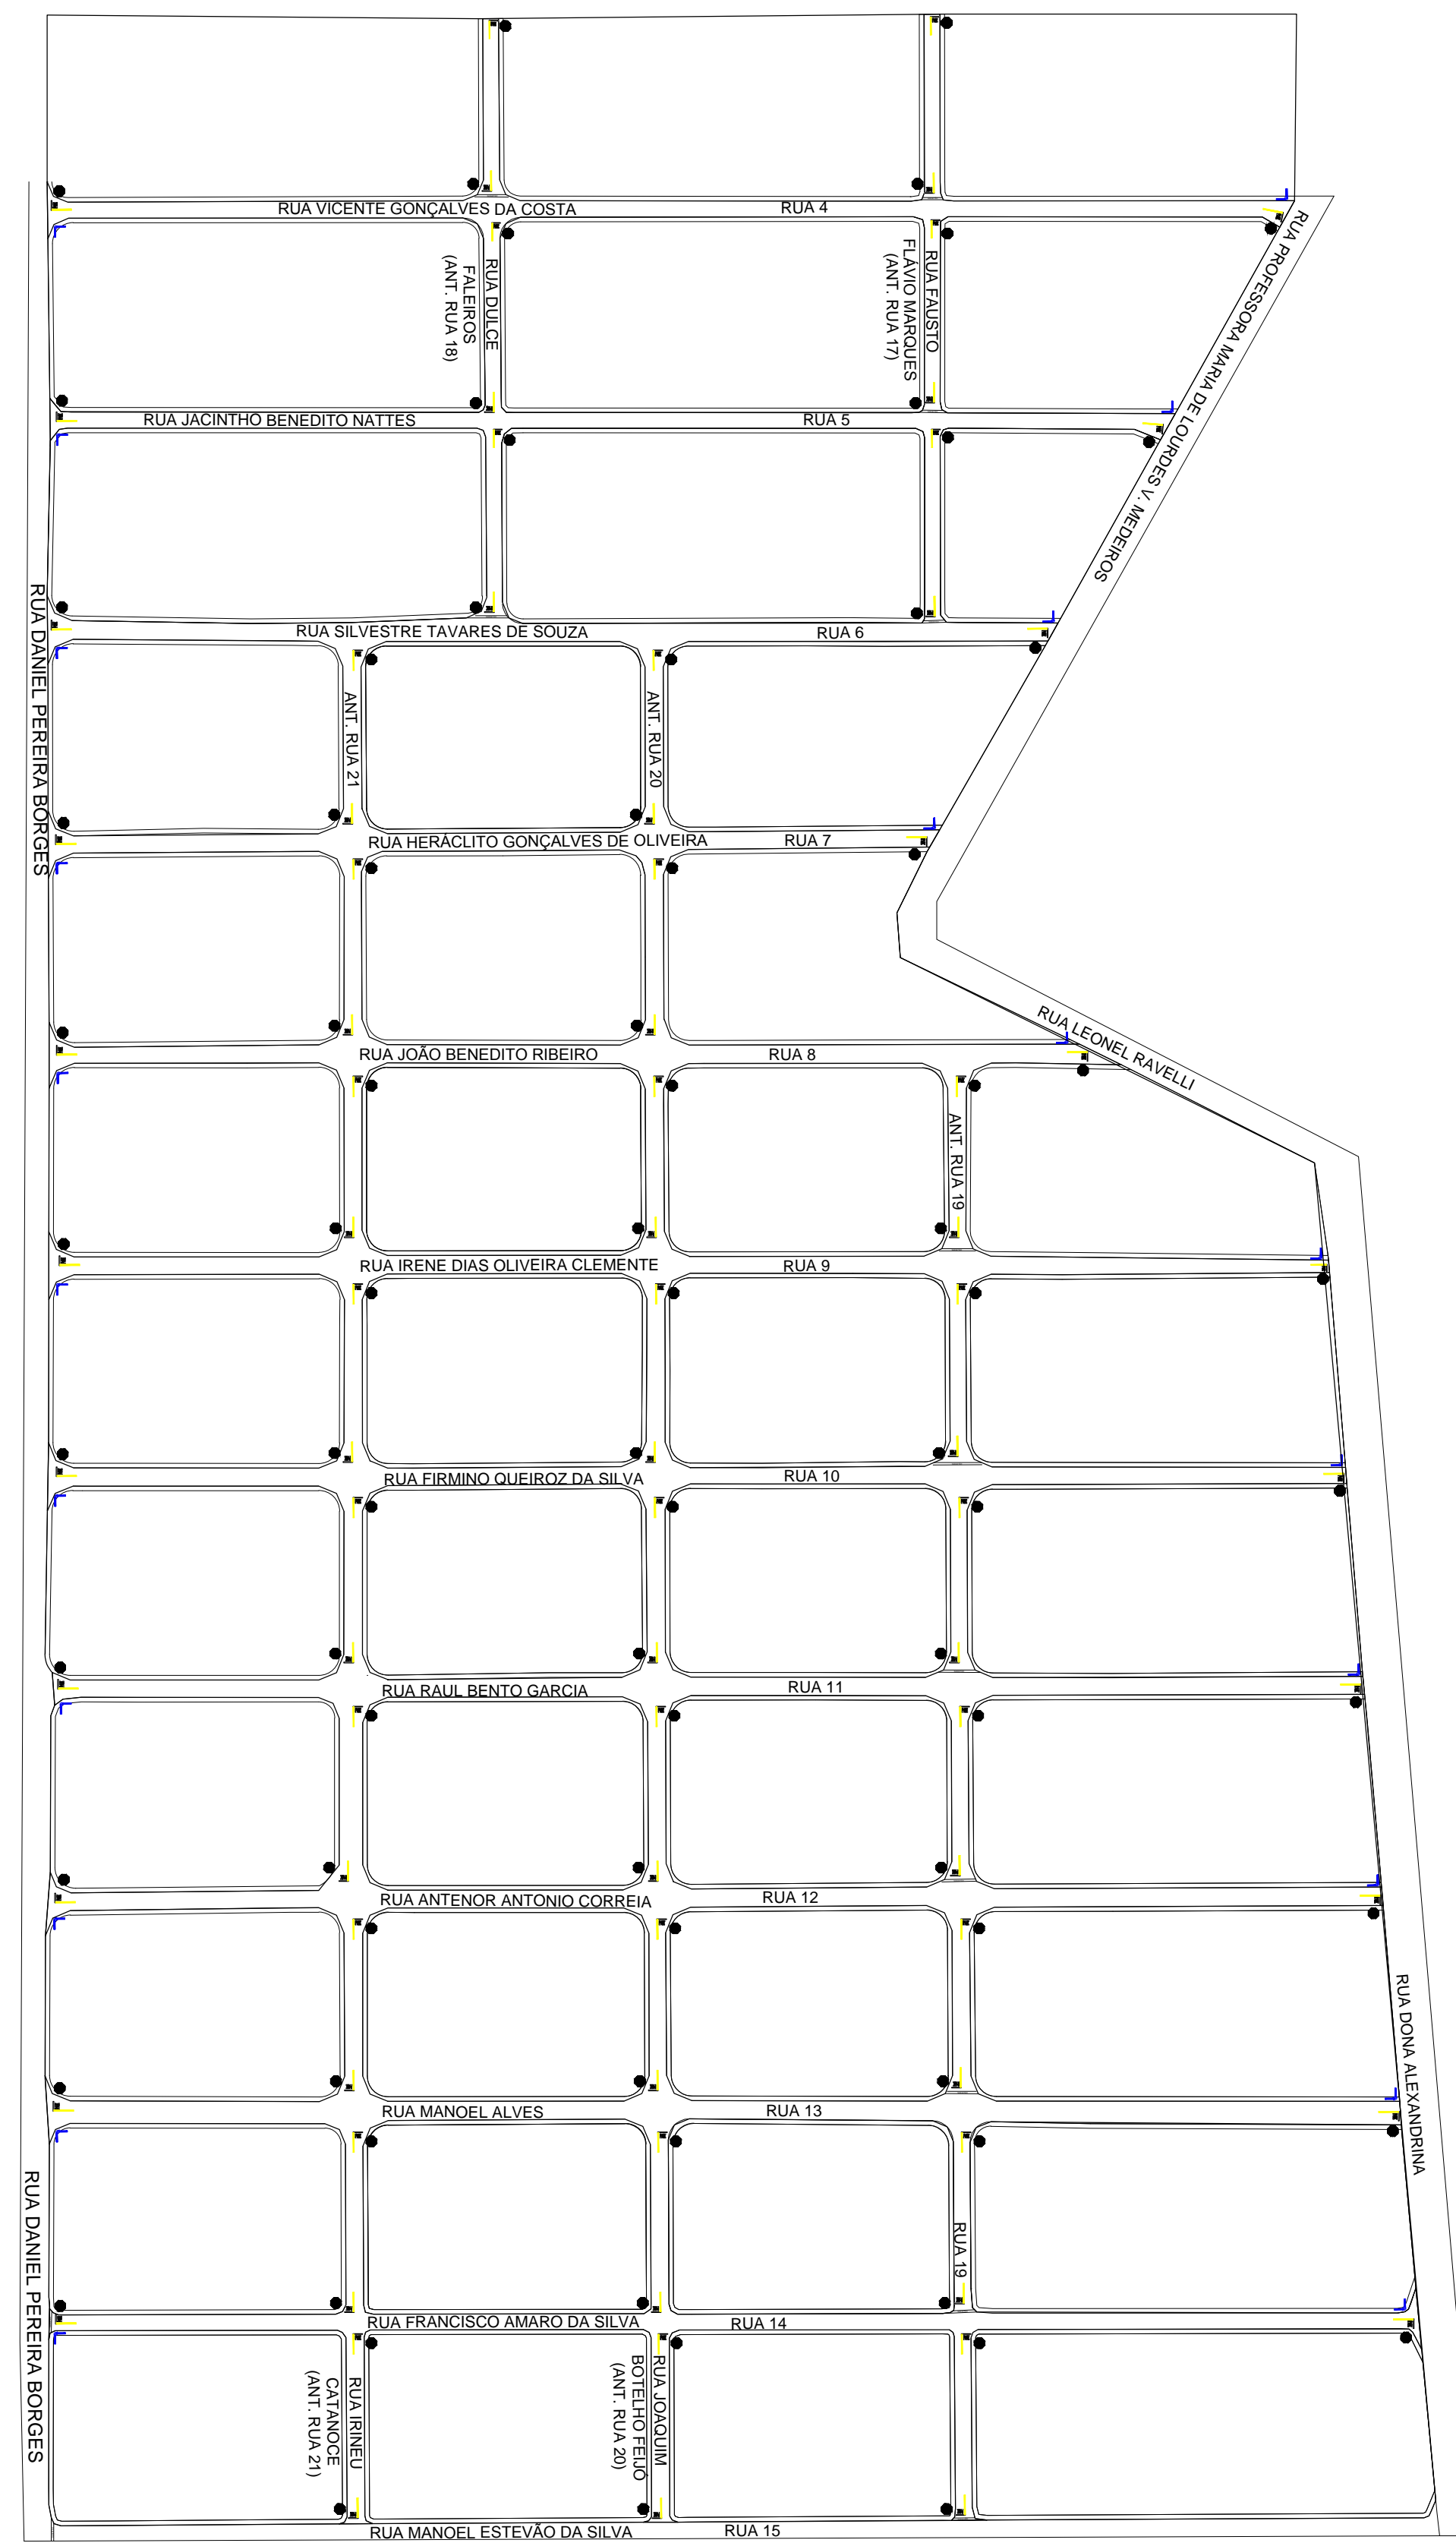 RUA VICENTE GONÇALVES DA COSTA
RUA 4
RUA DULCE
FALEIROS
(ANT. RUA 18)
RUA FAUSTO
FLÁVIO MARQUES
(ANT. RUA 17)
RUA PROFESSORA MARIA DE LOURDES V. MEDEIROS
RUA JACINTHO BENEDITO NATTES
RUA 5
RUA DANIEL PEREIRA BORGES
RUA SILVESTRE TAVARES DE SOUZA
RUA 6
ANT. RUA 21
ANT. RUA 20
RUA HERÁCLITO GONÇALVES DE OLIVEIRA
RUA 7
RUA LEONEL RAVELLI
RUA JOÃO BENEDITO RIBEIRO
RUA 8
ANT. RUA 19
RUA IRENE DIAS OLIVEIRA CLEMENTE
RUA 9
RUA FIRMINO QUEIROZ DA SILVA
RUA 10
RUA RAUL BENTO GARCIA
RUA 11
RUA ANTENOR ANTONIO CORREIA
RUA 12
RUA DONA ALEXANDRINA
RUA MANOEL ALVES
RUA 13
RUA DANIEL PEREIRA BORGES
RUA 19
RUA FRANCISCO AMARO DA SILVA
RUA 14
RUA IRINEU
CATANOCE
(ANT. RUA 21)
RUA JOAQUIM
BOTELHO FEIJÓ
(ANT. RUA 20)
RUA MANOEL ESTEVÃO DA SILVA
RUA 15